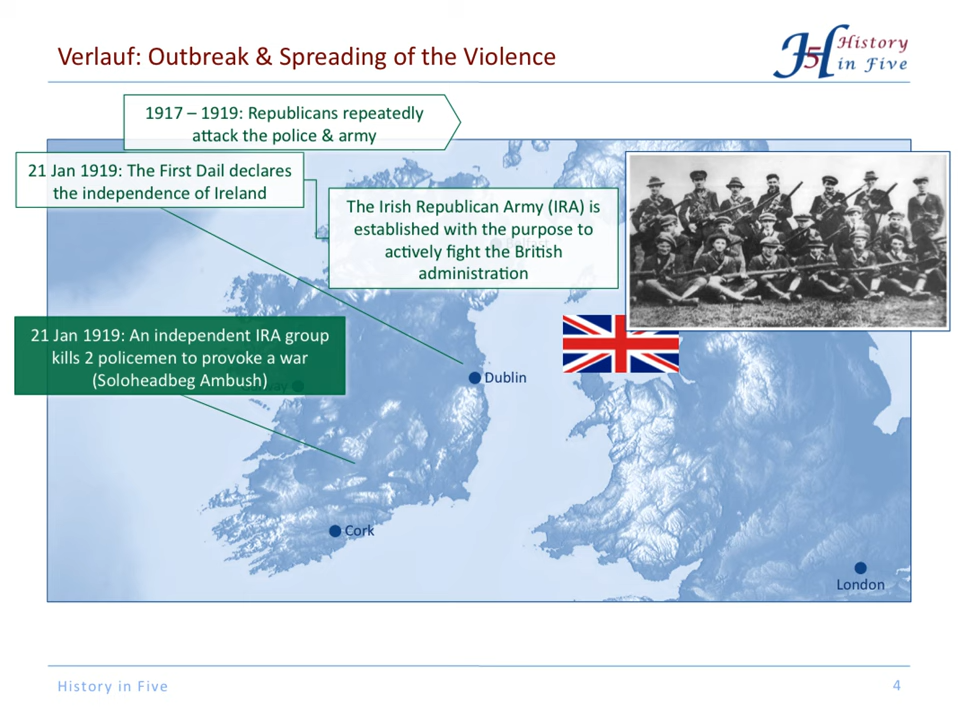 Verlauf: Outbreak & Spreading of the Violence
H5 History
in Five
1917 – 1919: Republicans repeatedly
attack the police & army
21 Jan 1919: The First Dail declares
the independence of Ireland
The Irish Republican Army (IRA) is
established with the purpose to
actively fight the British
administration
21 Jan 1919: An independent IRA group
kills 2 policemen to provoke a war
(Soloheadbeg Ambush)
Dublin
Cork
London
History in Five
4